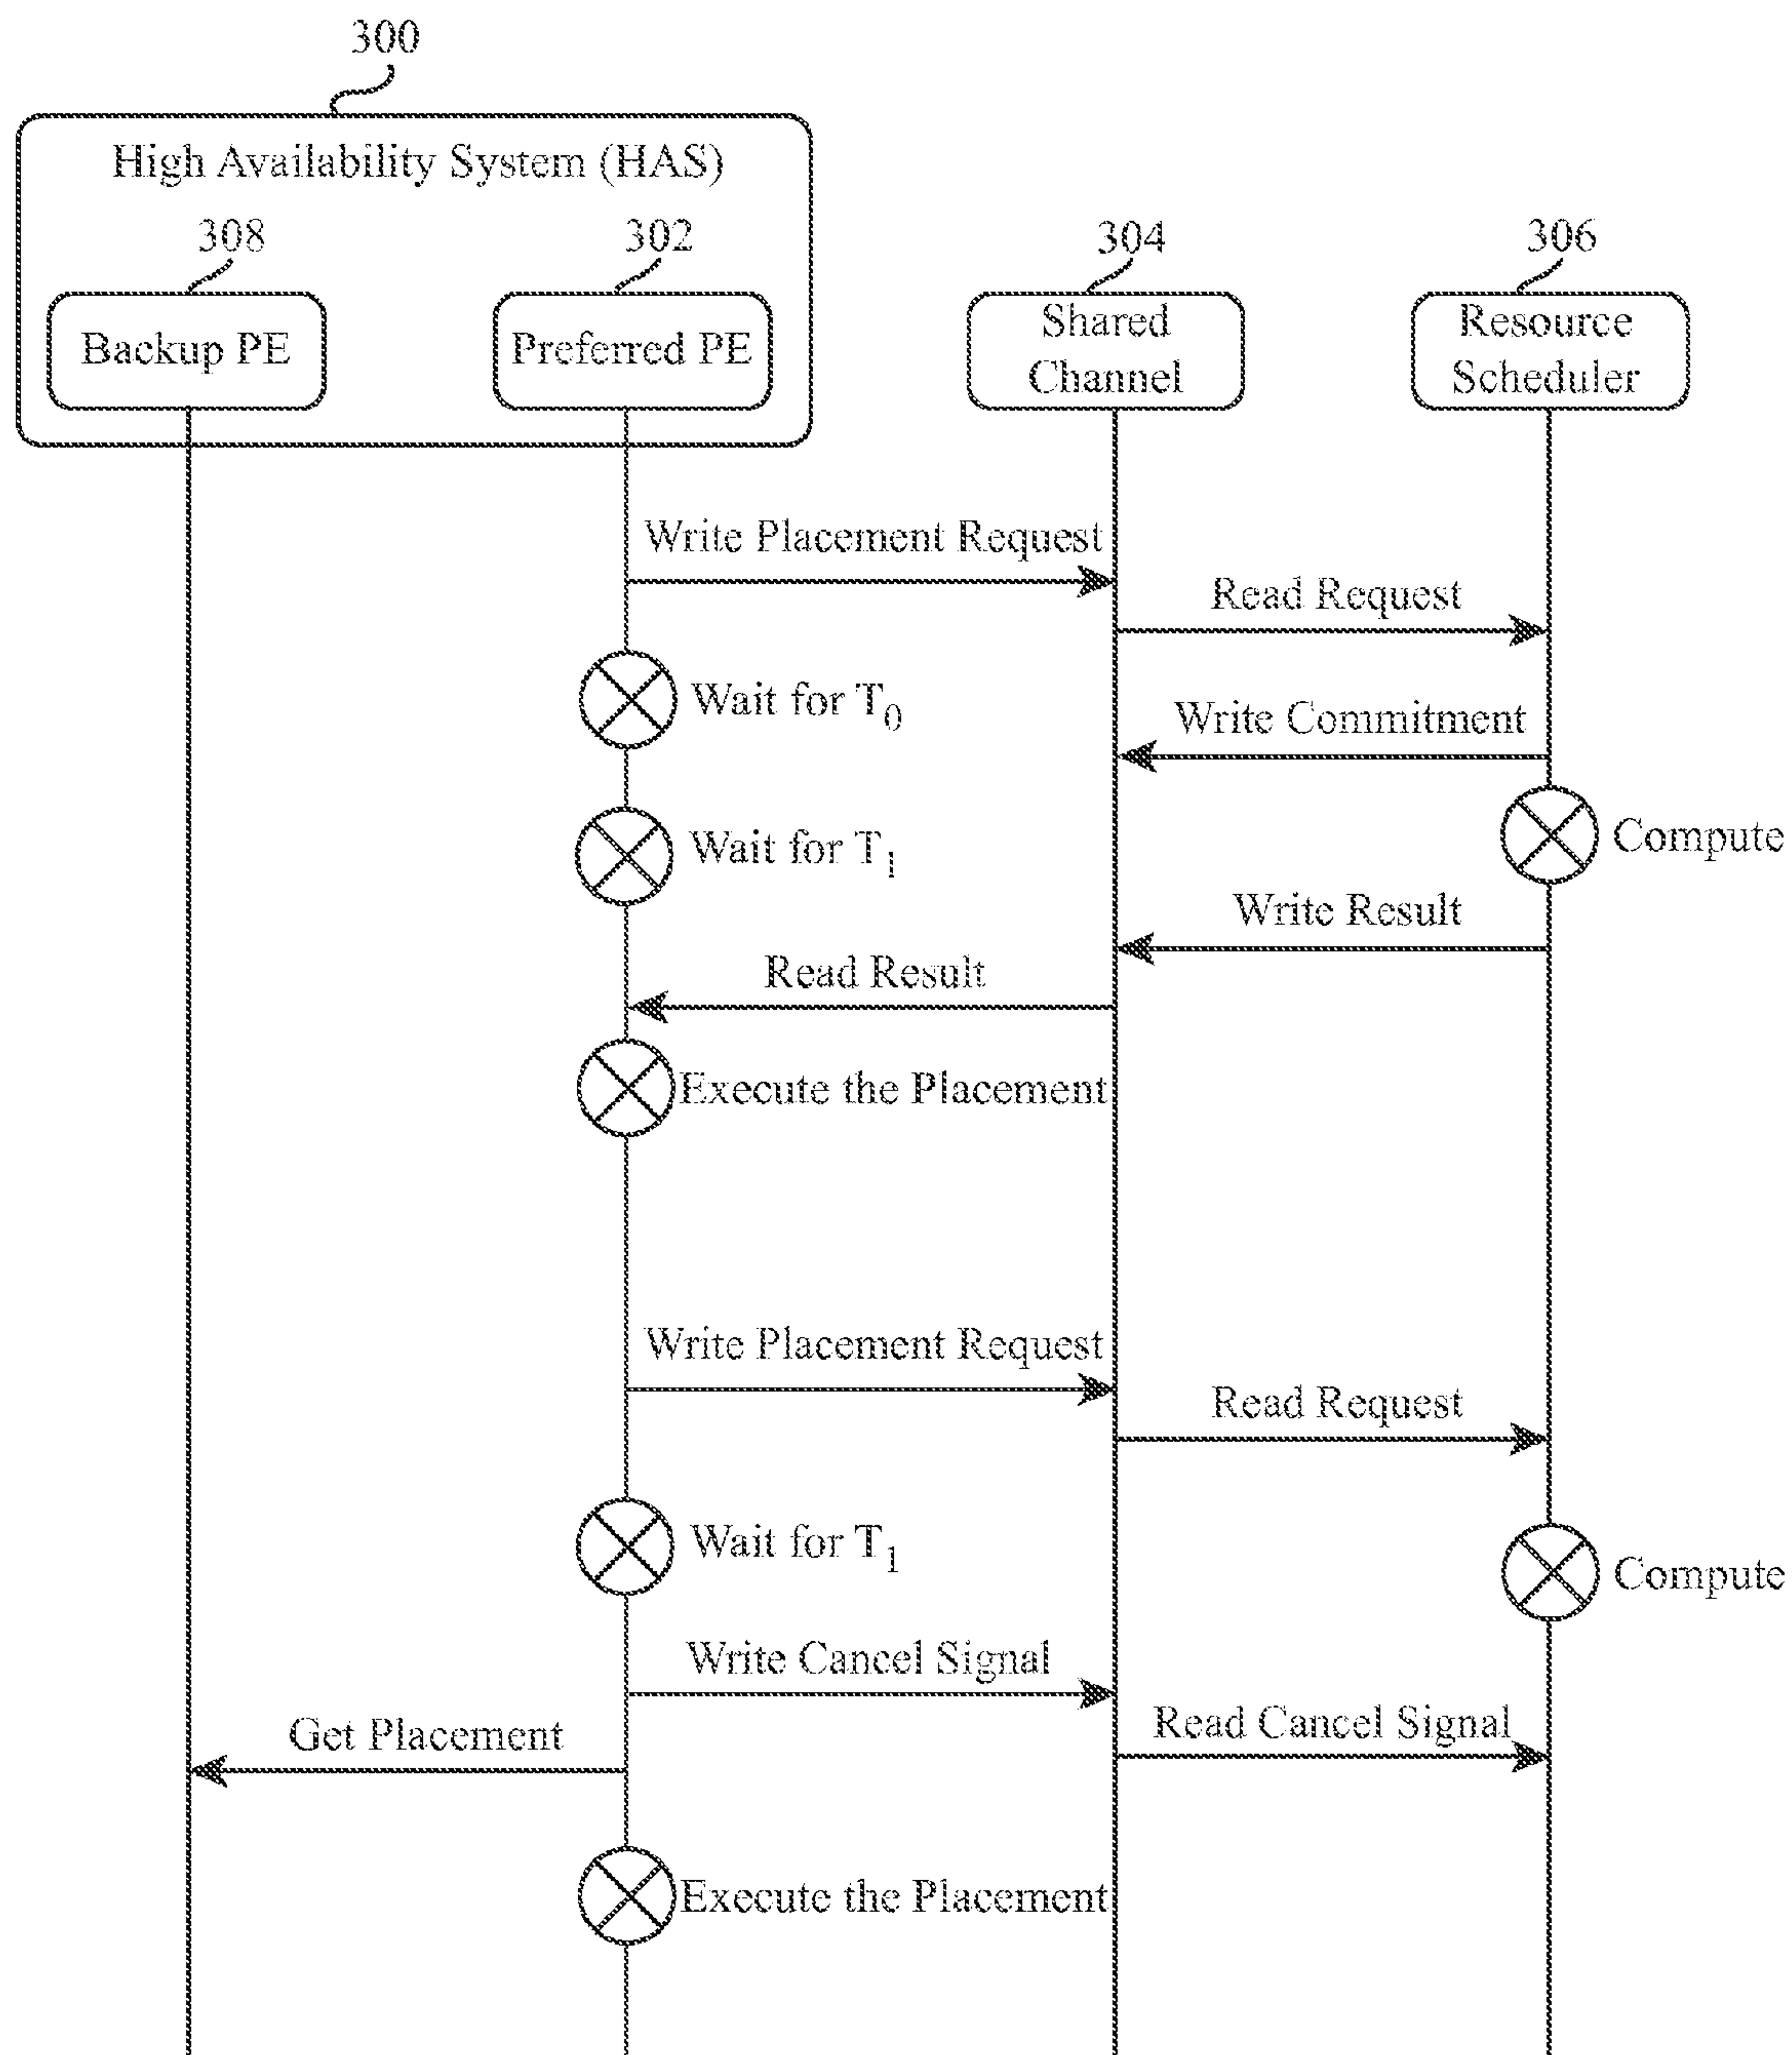 300
High Availability System (HAS)
308
302
304
306
Backup PE
Preferred PE
Shared
Channel
Resource
Scheduler
Write Placement Request
Read Request
Wait for T0
Write Commitment
Wait for T1
Compute
Write Result
Read Result
Execute the Placement
Write Placement Request
Read Request
Wait for T1
Compute
Write Cancel Signal
Read Cancel Signal
Get Placement
Execute the Placement